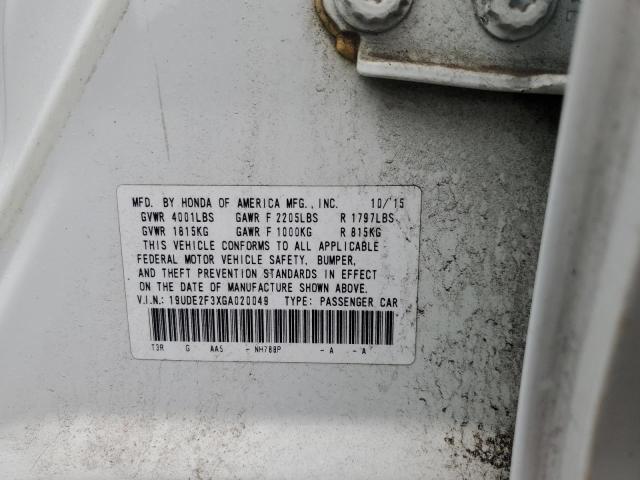 MFD. BY HONDA OF AMERICA MFG., INC. 10/'15
GVWR 4001LBS GAWR F 2205LBS R 1797LBS
GVWR 1815KG GAWR F 1000KG R 815KG
THIS VEHICLE CONFORMS TO ALL APPLICABLE
FEDERAL MOTOR VEHICLE SAFETY, BUMPER,
AND THEFT PREVENTION STANDARDS IN EFFECT
ON THE DATE OF MANUFACTURE SHOWN ABOVE.
V.I.N.: 19UDE2F3XGA020049 TYPE: PASSENGER CAR
T3R G AA5 - NH788P - A - A